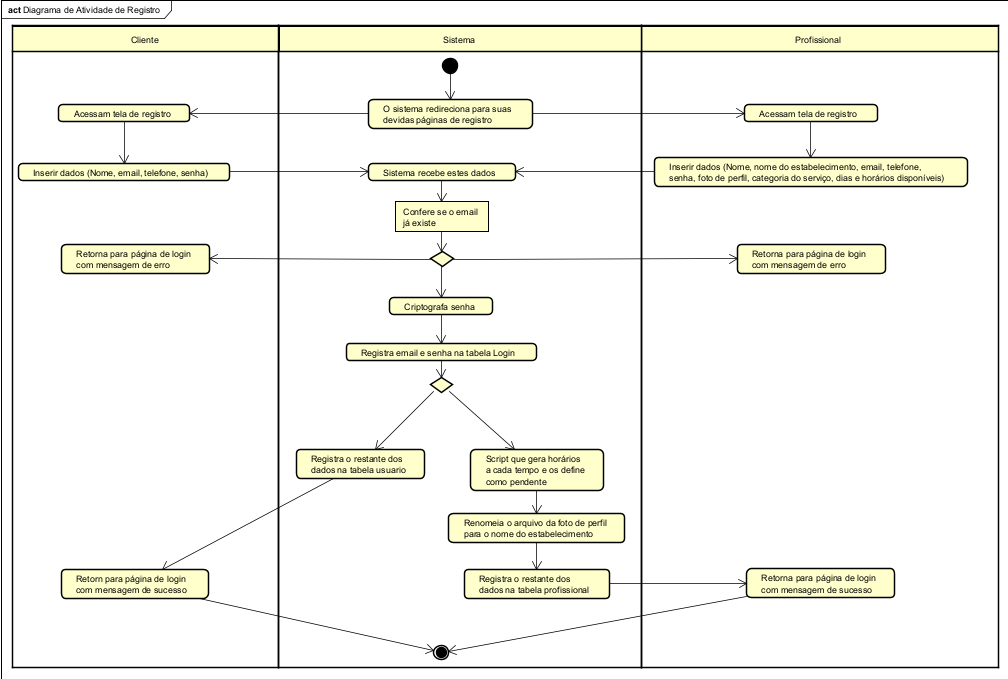 act Diagrama de Atividade de Registro
Cliente
Sistema
Profissional
O sistema redireciona para suas
devidas páginas de registro
Acessam tela de registro
Acessam tela de registro
Inserir dados (Nome, email, telefone, senha)
Sistema recebe estes dados
Inserir dados (Nome, nome do estabelecimento, email, telefone,
senha, foto de perfil, categoria do serviço, dias e horários disponíveis)
Confere se o email
já existe
Retorna para página de login
com mensagem de erro
Retorna para página de login
com mensagem de erro
Criptografa senha
Registra email e senha na tabela Login
Registra o restante dos
dados na tabela usuario
Script que gera horários
a cada tempo e os define
como pendente
Renomeia o arquivo da foto de perfil
para o nome do estabelecimento
Retorn para página de login
com mensagem de sucesso
Registra o restante dos
dados na tabela profissional
Retorna para página de login
com mensagem de sucesso